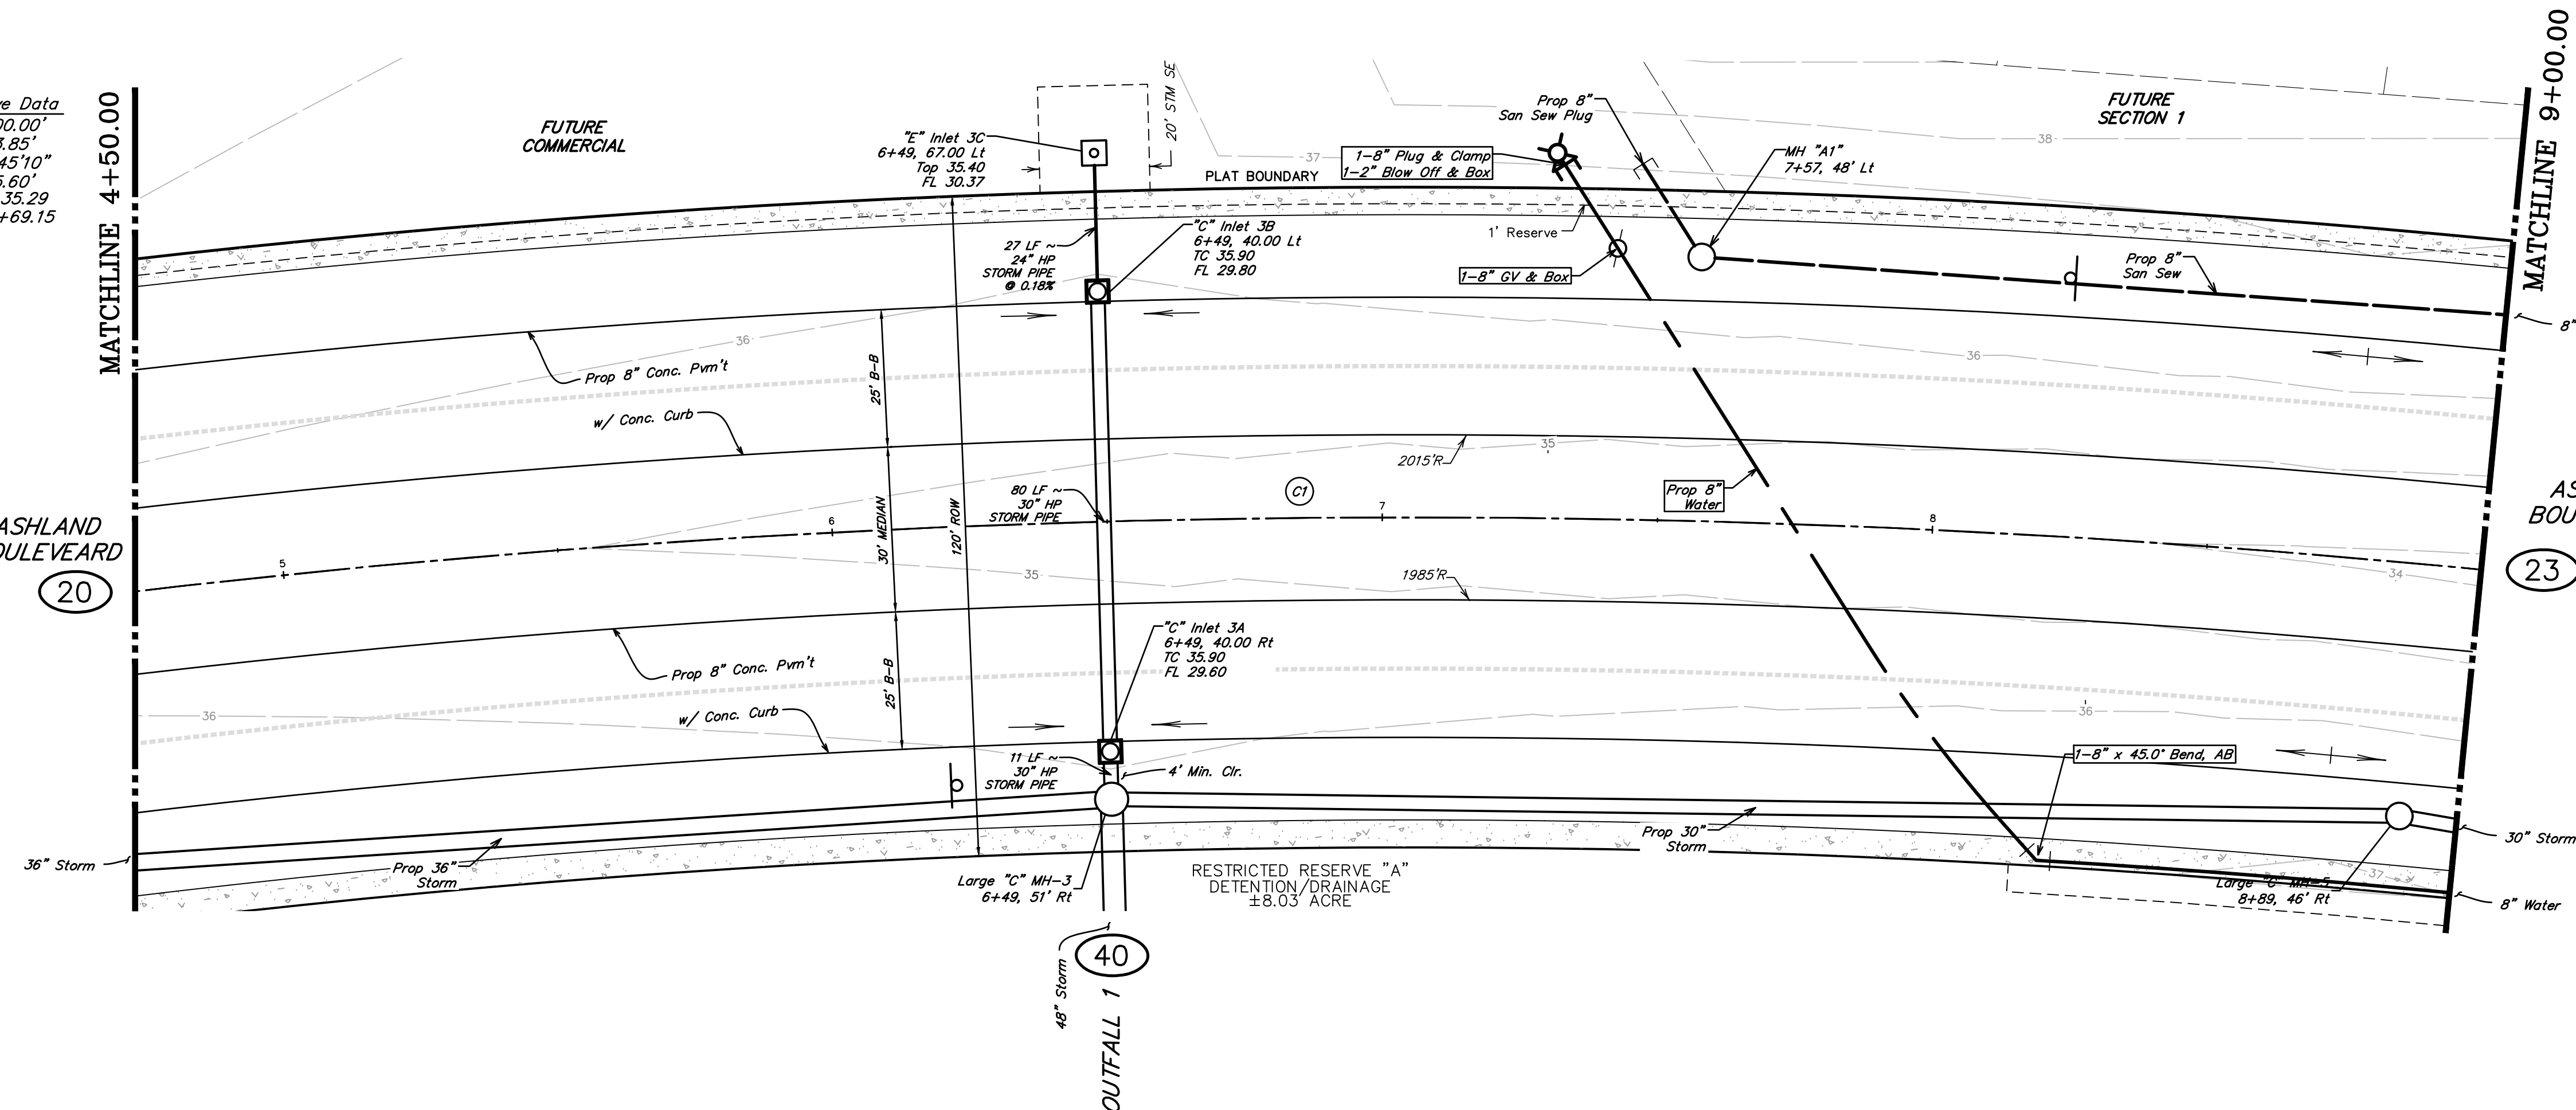 ve Data
00.00'
3.85'
45'10"
5.60'
35.29
+69.15
MATCHLINE 4+50.00
FUTURE
COMMERCIAL
"E" Inlet 3C
6+49, 67.00 Lt
Top 35.40
FL 30.37
20' STM SE
PLAT BOUNDARY
37
1-8" Plug & Clamp
1-2" Blow Off & Box
Prop 8"
San Sew Plug
MH "A1"
7+57, 48' Lt
FUTURE
SECTION 1
38
MATCHLINE 9+00.00
27 LF ~
24" HP
STORM PIPE
@ 0.18%
"C" Inlet 3B
6+49, 40.00 Lt
TC 35.90
FL 29.80
1' Reserve
1-8" GV & Box
Prop 8"
San Sew
8"
36
36
Prop 8" Conc. Pvm't
25' B-B
w/ Conc. Curb
2015'R
35
80 LF ~
30" HP
STORM PIPE
C1
Prop 8"
Water
5
6
7
8
30' MEDIAN
120' ROW
ASHLAND
OULEVEARD
20
AS
BOU
23
35
1985'R
34
"C" Inlet 3A
6+49, 40.00 Rt
TC 35.90
FL 29.60
Prop 8" Conc. Pvm't
25' B-B
36
w/ Conc. Curb
36
11 LF ~
30" HP
STORM PIPE
4' Min. Clr.
1-8" x 45.0° Bend, AB
36" Storm
Prop 36"
Storm
Prop 30"
Storm
30" Storm
Large "C" MH-3
6+49, 51' Rt
RESTRICTED RESERVE "A"
DETENTION/DRAINAGE
±8.03 ACRE
37
Large "C" MH-5
8+89, 46' Rt
8" Water
48" Storm
40
OUTFALL 1